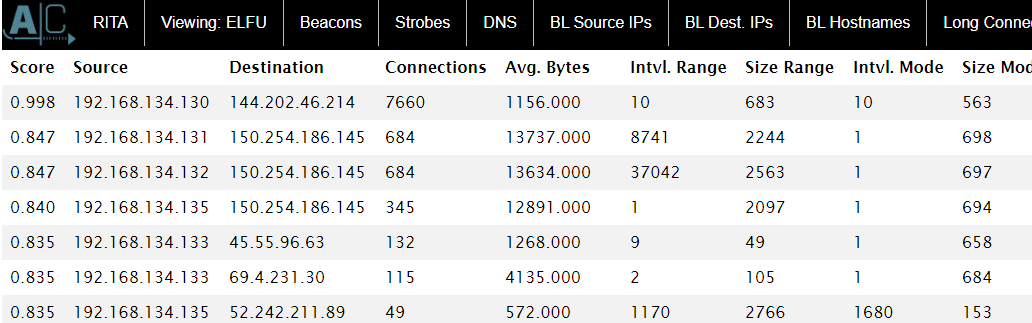 AC RITA Viewing: ELFU Beacons Strobes DNS BL Source IPs BL Dest. IPs BL Hostnames Long
Score Source Destination Connections Avg. Bytes Intvl. Range Size Range Intvl. Mode Size
0.998 192.168.134.130 144.202.46.214 7660 1156.000 10 683 10 563
0.847 192.168.134.131 150.254.186.145 684 13737.000 8741 2244 1 698
0.847 192.168.134.132 150.254.186.145 684 13634.000 37042 2563 1 697
0.840 192.168.134.135 150.254.186.145 345 12891.000 1 2097 1 694
0.835 192.168.134.133 45.55.96.63 132 1268.000 9 49 1 658
0.835 192.168.134.133 69.4.231.30 115 4135.000 2 105 1 684
0.835 192.168.134.135 52.242.211.89 49 572.000 1170 2766 1680 153